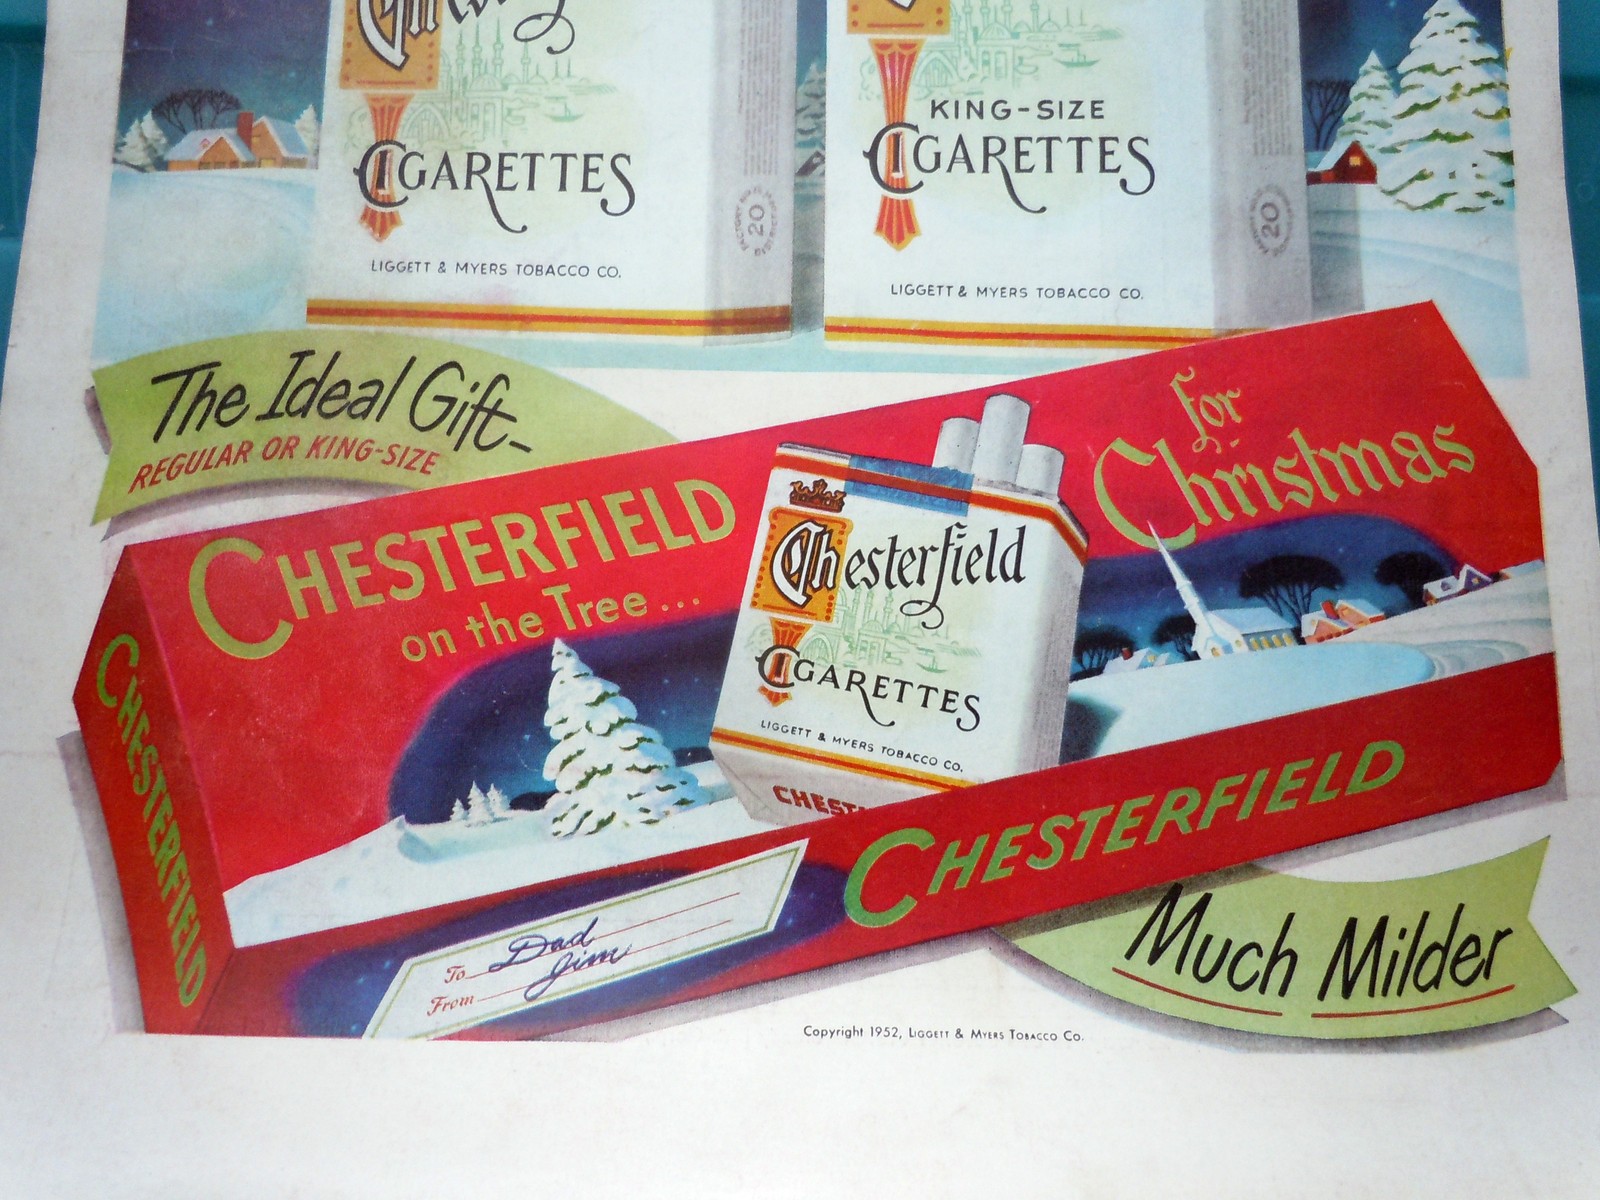 KING-SIZE
CIGARETTES
CIGARETTES
LIGGETT & MYERS TOBACCO CO.
LIGGETT & MYERS TOBACCO CO.
20
20
The Ideal Gift-
REGULAR OR KING-SIZE
CHESTERFIELD
on the Tree...
for
Christmas
Chesterfield
CIGARETTES
LIGGETT & MYERS TOBACCO CO.
CHEST
CHESTERFIELD
CHESTERFIELD
To Dad
From Jim
Much Milder
Copyright 1952, LIGGETT & MYERS TOBACCO CO.